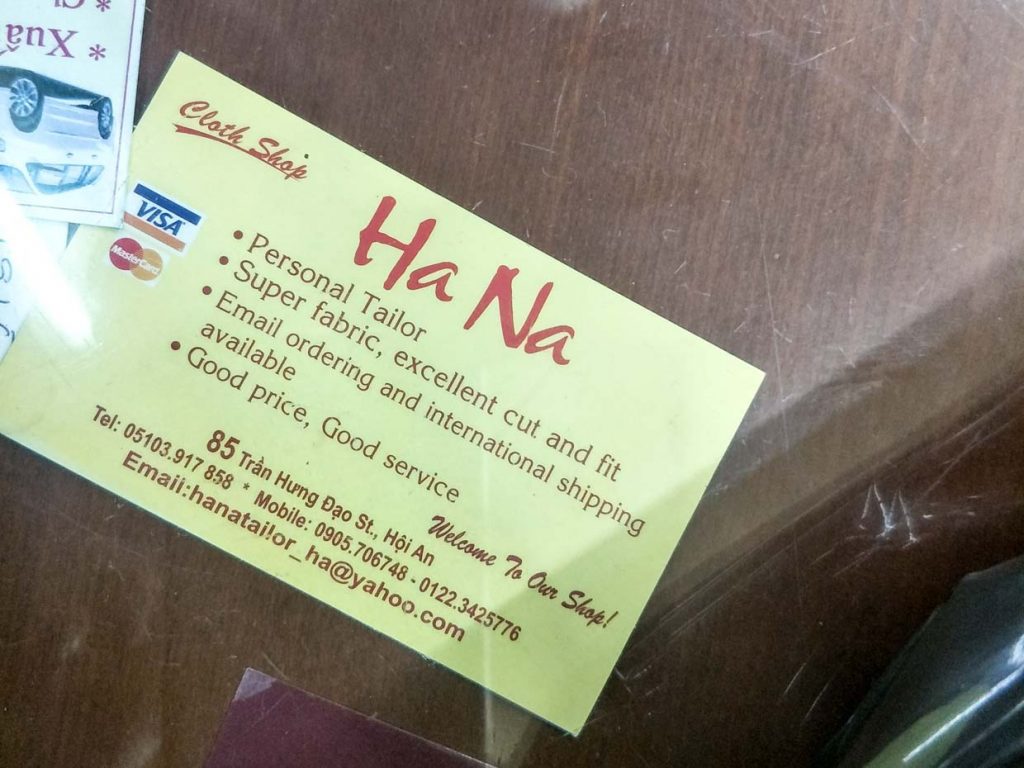 Cloth Shop
Ha Na
VISA
MasterCard
• Personal Tailor
• Super fabric, excellent cut and fit
• Email ordering and international shipping
available
• Good price, Good service
Welcome To Our Shop!
85 Trần Hưng Đạo St., Hội An
Tel: 05103.917 858 * Mobile: 0905.706748 - 0122.3425776
Email:hanatailor_ha@yahoo.com